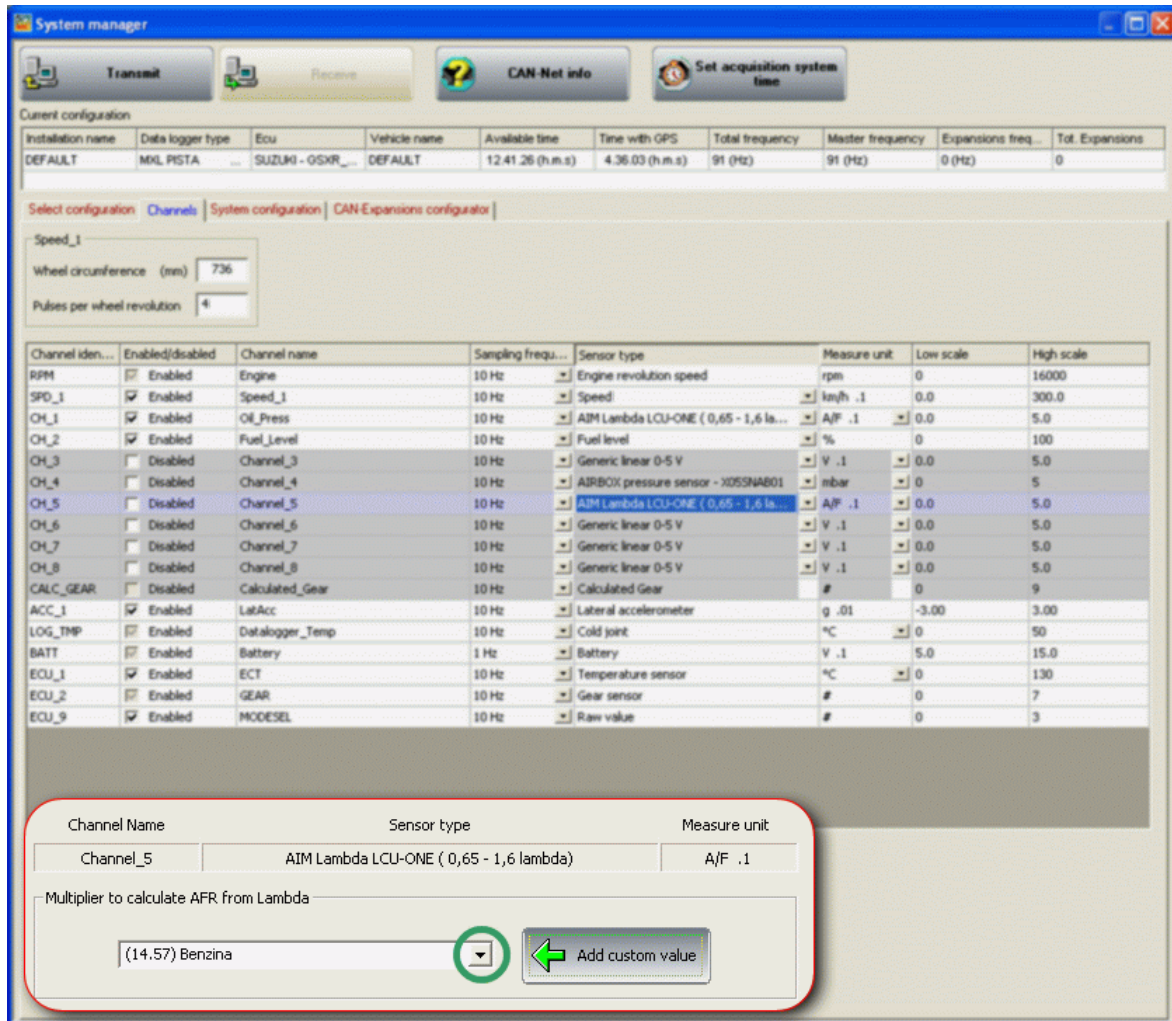 System manager
Transmit Receive CAN-Net info Set acquisition system time
Current configuration
Installation name Data logger type Ecu Vehicle name Available time Time with GPS Total frequency Master frequency Expansions freq... Tot. Expansions
DEFAULT MXL PISTA ... SUZUKI - GSXR_... DEFAULT 12.41.26 (h.m.s) 4.36.03 (h.m.s) 91 (Hz) 91 (Hz) 0 (Hz) 0
Select configuration Channels System configuration CAN-Expansions configurator
Speed_1
Wheel circumference (mm) 736
Pulses per wheel revolution 4
Channel iden... Enabled/disabled Channel name Sampling frequ... Sensor type Measure unit Low scale High scale
RPM Enabled Engine 10 Hz Engine revolution speed rpm 0 16000
SPD_1 Enabled Speed_1 10 Hz Speed km/h .1 0.0 300.0
CH_1 Enabled Oil_Press 10 Hz AIM Lambda LCU-ONE ( 0,65 - 1,6 la... A/F .1 0.0 5.0
CH_2 Enabled Fuel_Level 10 Hz Fuel level % 0 100
CH_3 Disabled Channel_3 10 Hz Generic linear 0-5 V V .1 0.0 5.0
CH_4 Disabled Channel_4 10 Hz AIRBOX pressure sensor - X05SNAB01 mbar 0 5
CH_5 Disabled Channel_5 10 Hz AIM Lambda LCU-ONE ( 0,65 - 1,6 la... A/F .1 0.0 5.0
CH_6 Disabled Channel_6 10 Hz Generic linear 0-5 V V .1 0.0 5.0
CH_7 Disabled Channel_7 10 Hz Generic linear 0-5 V V .1 0.0 5.0
CH_8 Disabled Channel_8 10 Hz Generic linear 0-5 V V .1 0.0 5.0
CALC_GEAR Disabled Calculated_Gear 10 Hz Calculated Gear # 0 9
ACC_1 Enabled LatAcc 10 Hz Lateral accelerometer g .01 -3.00 3.00
LOG_TMP Enabled Datalogger_Temp 10 Hz Cold joint °C 0 50
BATT Enabled Battery 1 Hz Battery V .1 5.0 15.0
ECU_1 Enabled ECT 10 Hz Temperature sensor °C 0 130
ECU_2 Enabled GEAR 10 Hz Gear sensor # 0 7
ECU_9 Enabled MODESEL 10 Hz Raw value # 0 3
Channel Name Sensor type Measure unit
Channel_5 AIM Lambda LCU-ONE ( 0,65 - 1,6 lambda) A/F .1
Multiplier to calculate AFR from Lambda
(14.57) Benzina Add custom value